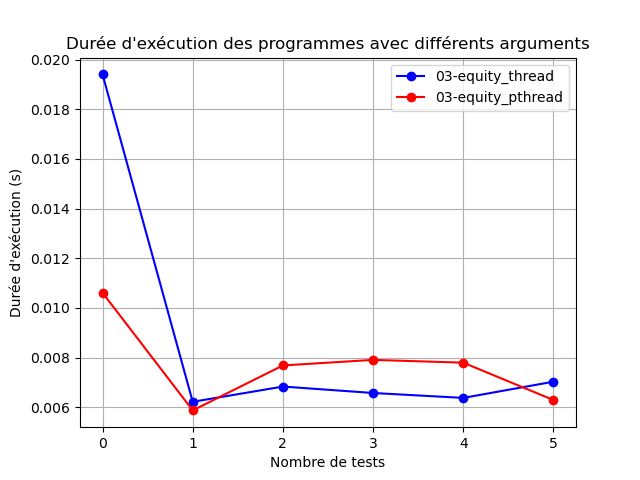 Durée d'exécution des programmes avec différents arguments
03-equity_thread
03-equity_pthread
Durée d'exécution (s)
0.020
0.018
0.016
0.014
0.012
0.010
0.008
0.006
0
1
2
3
4
5
Nombre de tests